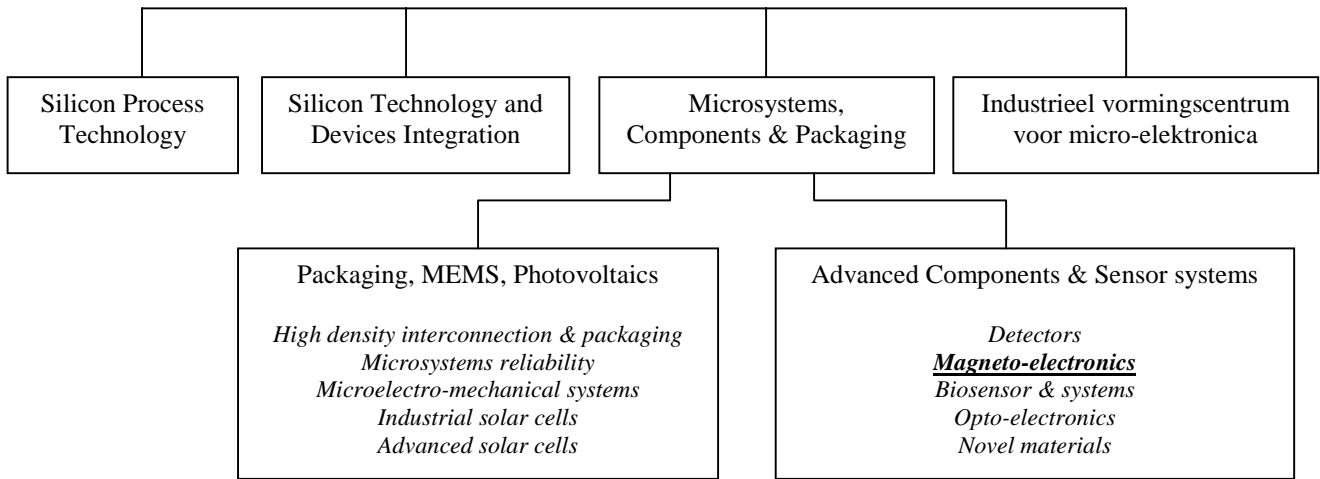 Silicon Process
Technology
Silicon Technology and
Devices Integration
Microsystems,
Components & Packaging
Industrieel vormingscentrum
voor micro-elektronica
Packaging, MEMS, Photovoltaics
High density interconnection & packaging
Microsystems reliability
Microelectro-mechanical systems
Industrial solar cells
Advanced solar cells
Advanced Components & Sensor systems
Detectors
Magneto-electronics
Biosensor & systems
Opto-electronics
Novel materials